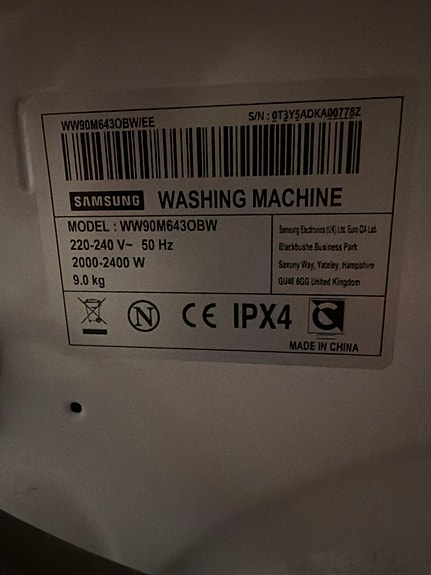 WW90M643OBW/EE
S/N : 0T3Y5ADKA00778Z
SAMSUNG WASHING MACHINE
MODEL : WW90M643OBW
220-240 V~ 50 Hz
2000-2400 W
9.0 kg
Samsung Electronics (UK) Ltd, Euro QA Lab.
Blackbushe Business Park
Saxony Way, Yateley, Hampshire
GU46 6GG United Kingdom
N CE IPX4
MADE IN CHINA